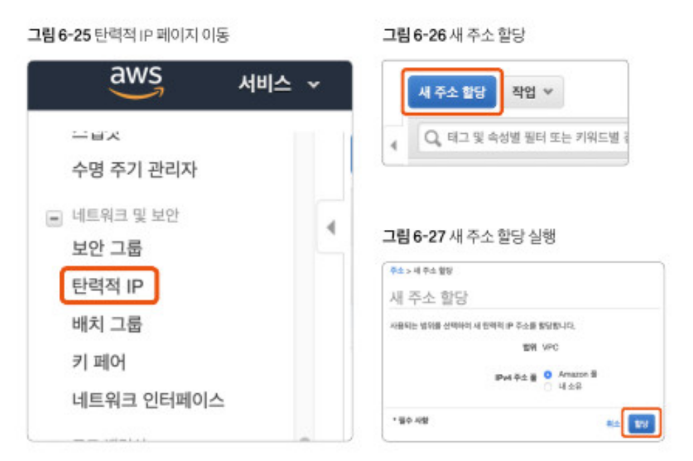 그림 6-25 탄력적 IP 페이지 이동
aws
서비스
스냅샷
수명 주기 관리자
네트워크 및 보안
보안 그룹
탄력적 IP
배치 그룹
키 페어
네트워크 인터페이스
그림 6-26 새 주소 할당
새 주소 할당 작업
태그 및 속성별 필터 또는 키워드별
그림 6-27 새 주소 할당 실행
주소 > 새 주소 할당
새 주소 할당
사용되는 범위를 선택하여 새 탄력적 IP 주소를 할당합니다.
범위 VPC
IPv4 주소 풀 Amazon 풀
내 소유
* 필수 사항 취소 할당